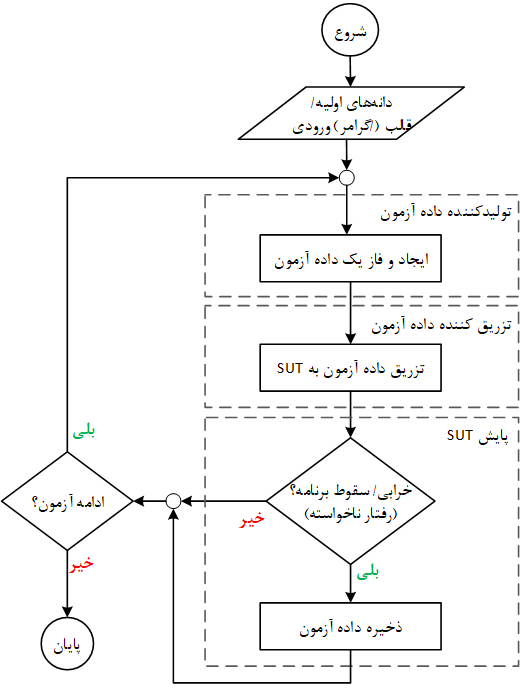 شروع
دانه‌های اولیه/
قالب (/گرامر) ورودی
تولیدکننده داده آزمون
ایجاد و فاز یک داده آزمون
تزریق کننده داده آزمون
تزریق داده آزمون به SUT
پایش SUT
خرابی/ سقوط برنامه؟
(رفتار ناخواسته)
خیر
بلی
ذخیره داده آزمون
ادامه آزمون؟
بلی
خیر
پایان